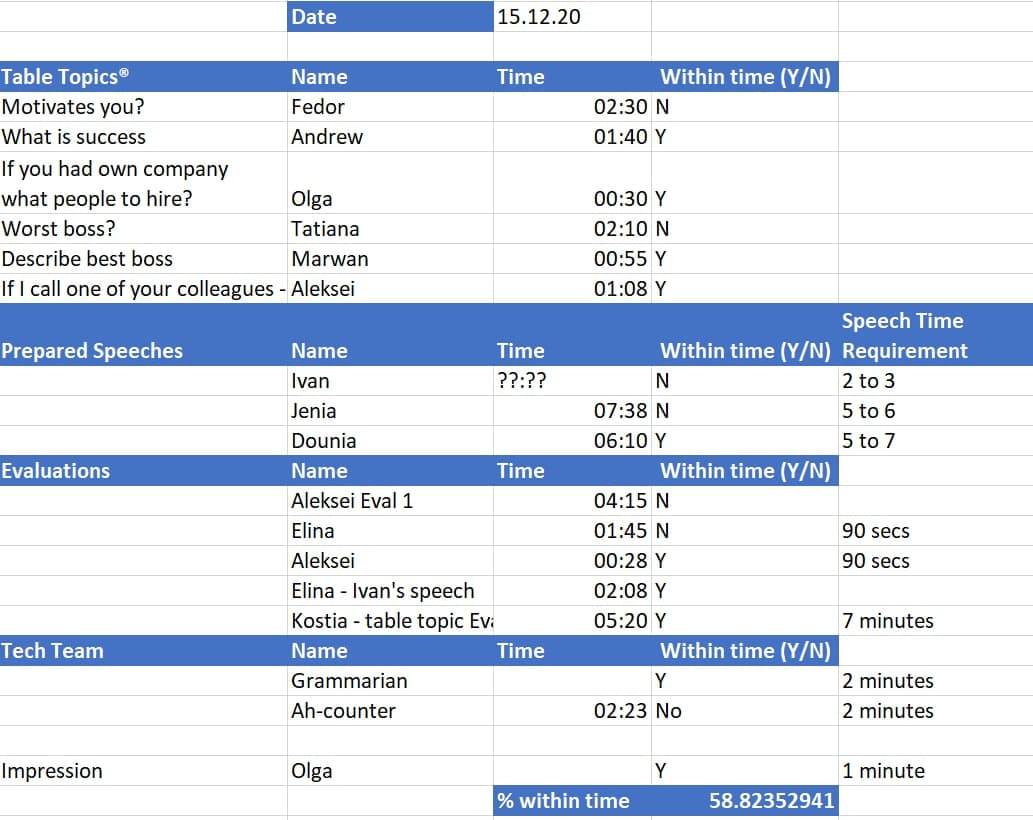 Date 15.12.20
Table Topics® Name Time Within time (Y/N)
Motivates you? Fedor 02:30 N
What is success Andrew 01:40 Y
If you had own company
what people to hire? Olga 00:30 Y
Worst boss? Tatiana 02:10 N
Describe best boss Marwan 00:55 Y
If I call one of your colleagues - Aleksei 01:08 Y
Speech Time
Prepared Speeches Name Time Within time (Y/N) Requirement
Ivan ??:?? N 2 to 3
Jenia 07:38 N 5 to 6
Dounia 06:10 Y 5 to 7
Evaluations Name Time Within time (Y/N)
Aleksei Eval 1 04:15 N
Elina 01:45 N 90 secs
Aleksei 00:28 Y 90 secs
Elina - Ivan's speech 02:08 Y
Kostia - table topic Eva 05:20 Y 7 minutes
Tech Team Name Time Within time (Y/N)
Grammarian Y 2 minutes
Ah-counter 02:23 No 2 minutes
Impression Olga Y 1 minute
% within time 58.82352941